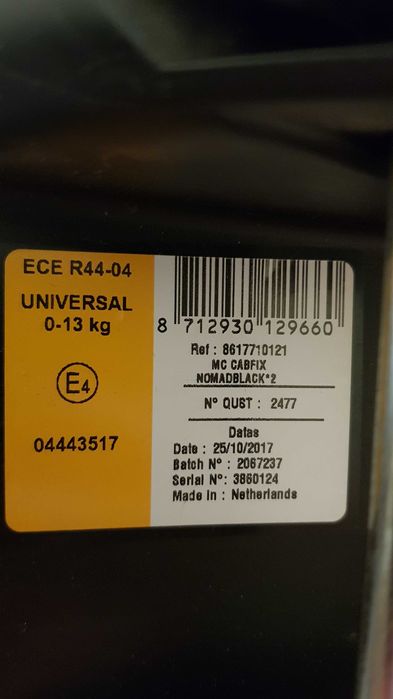 ECE R44-04
UNIVERSAL
0-13 kg
E4
04443517
8 712930 129660
Ref : 8617710121
MC CABFIX
NOMADBLACK*2
N° QUST : 2477
Datas
Date : 25/10/2017
Batch N° : 2067237
Serial N°: 3860124
Made in : Netherlands